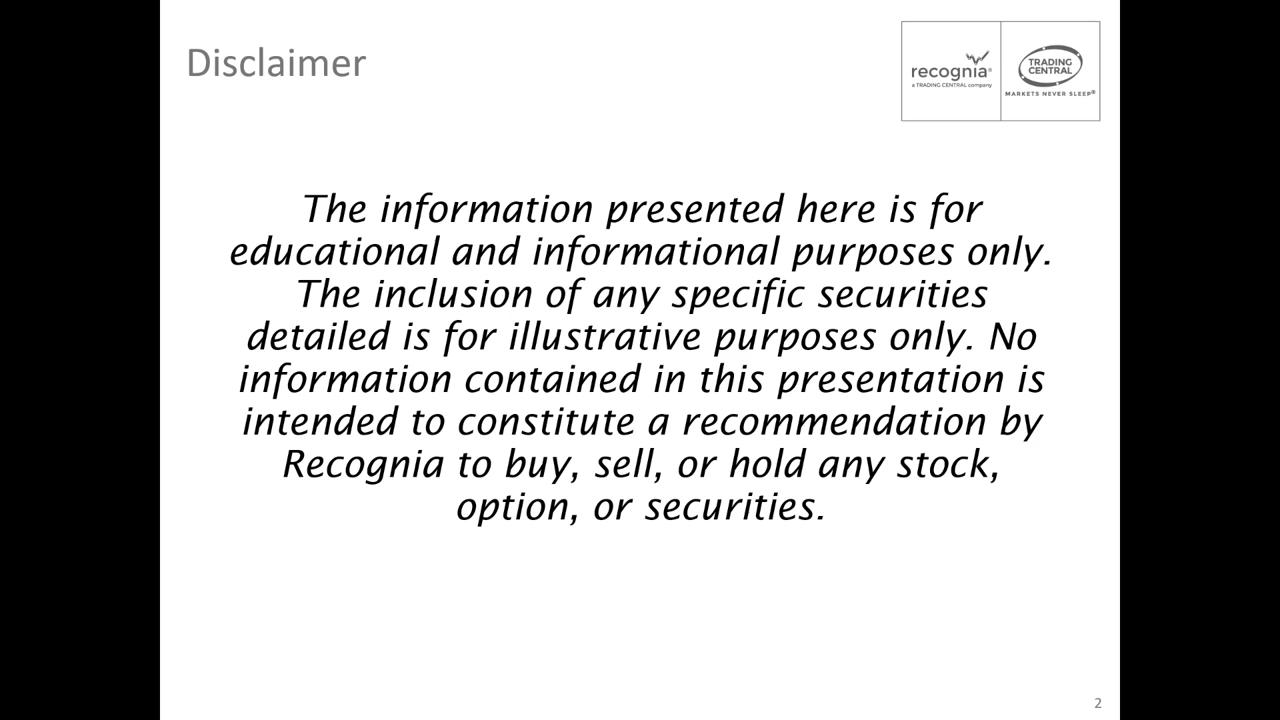 Disclaimer
recognia®
a TRADING CENTRAL company
TRADING
CENTRAL
MARKETS NEVER SLEEP®
The information presented here is for
educational and informational purposes only.
The inclusion of any specific securities
detailed is for illustrative purposes only. No
information contained in this presentation is
intended to constitute a recommendation by
Recognia to buy, sell, or hold any stock,
option, or securities.
2